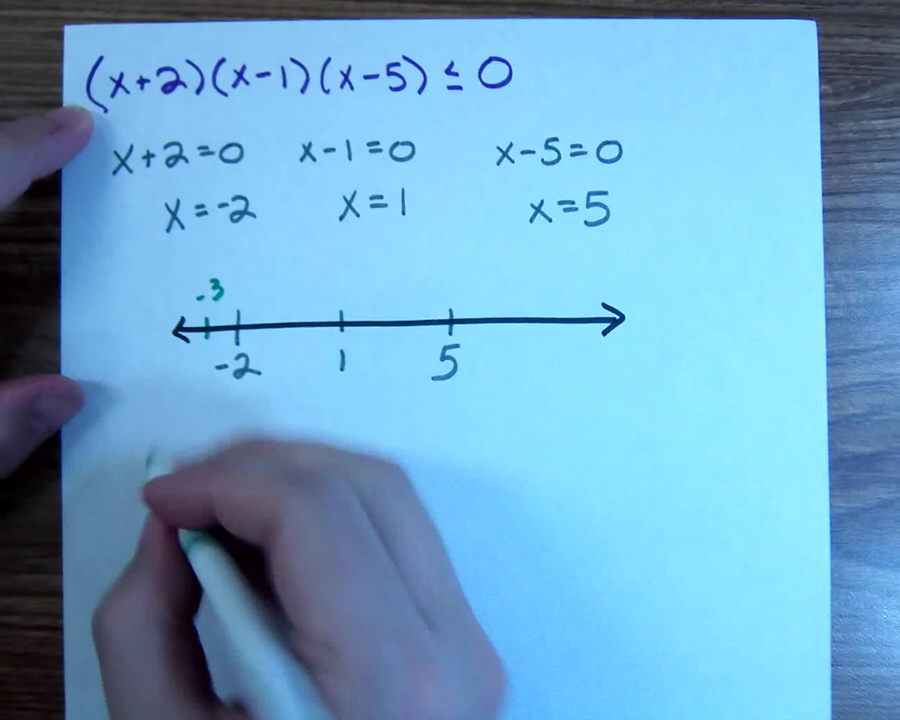 (x+2)(x-1)(x-5) ≤ 0
x+2=0 x-1=0 x-5=0
x=-2 x=1 x=5
-3
-2 1 5